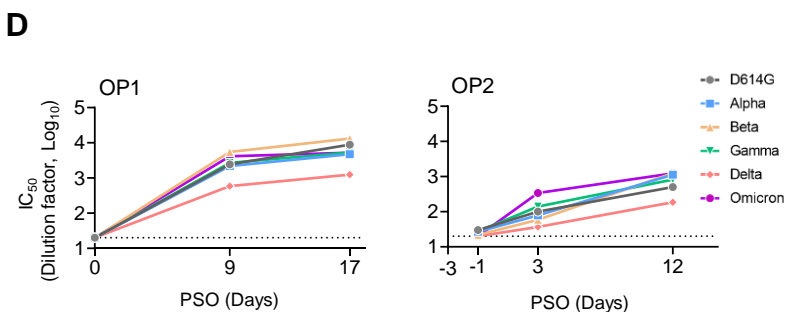 D
OP1
IC50
(Dilution factor, Log10)
5
4
3
2
1
0 9 17
PSO (Days)
OP2
5
4
3
2
1
-3 -1 3 12
PSO (Days)
D614G
Alpha
Beta
Gamma
Delta
Omicron